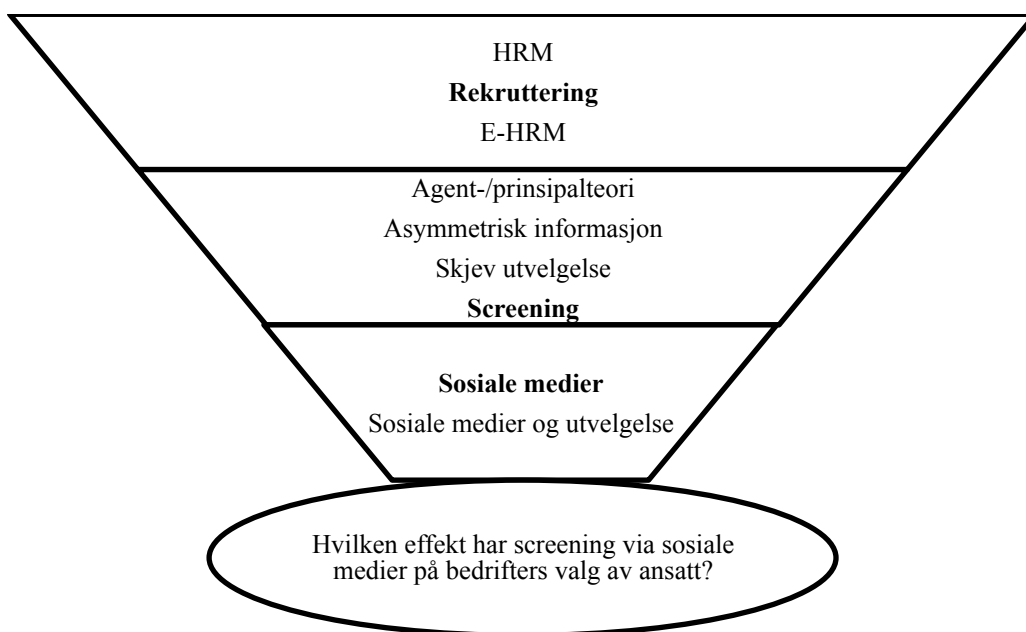 HRM
Rekruttering
E-HRM
Agent-/prinsipalteori
Asymmetrisk informasjon
Skjev utvelgelse
Screening
Sosiale medier
Sosiale medier og utvelgelse
Hvilken effekt har screening via sosiale
medier på bedrifters valg av ansatt?